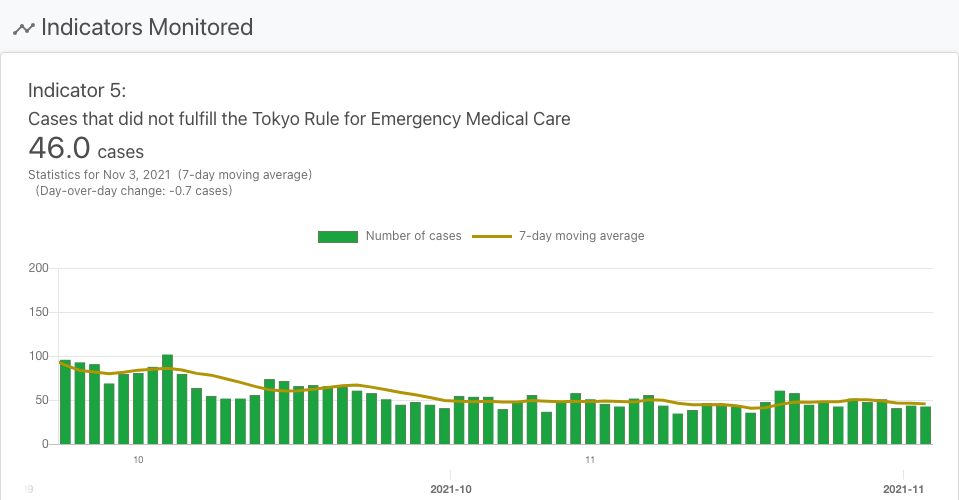 Indicators Monitored
Indicator 5:
Cases that did not fulfill the Tokyo Rule for Emergency Medical Care
46.0 cases
Statistics for Nov 3, 2021 (7-day moving average)
(Day-over-day change: -0.7 cases)
Number of cases 7-day moving average
200
150
100
50
0
10 11
9 2021-10 2021-11